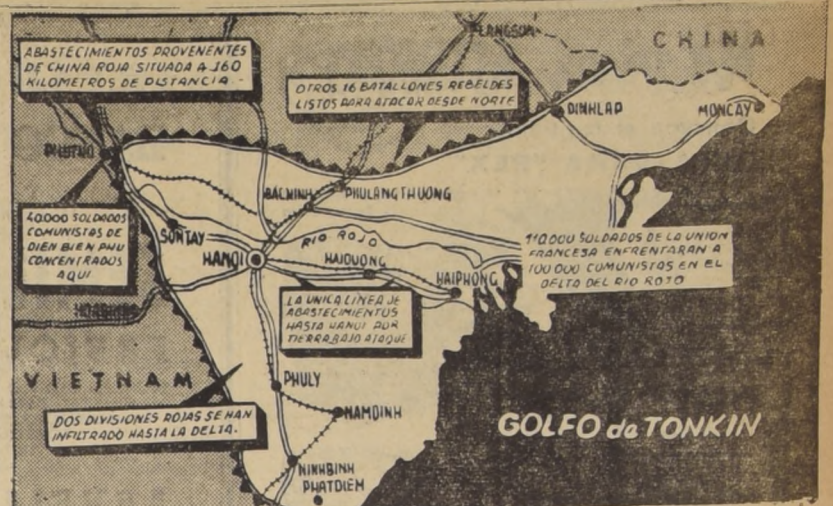 LANGSON
CHINA
ABASTECIMIENTOS PROVENENTES
DE CHINA ROJA SITUADA A 160
KILOMETROS DE DISTANCIA.-
OTROS 16 BATALLONES REBELDES
LISTOS PARA ATACAR DESDE NORTE
DINHLAP
MONCAY
PHUTHO
BACNINH
PHULANGTHUONG
40.000 SOLDADOS
COMUNISTAS DE
DIEN BIEN PHU
CONCENTRADOS
AQUI
SONTAY
RIO ROJO
HANOI
HAIDUONG
HAIPHONG
110.000 SOLDADOS DE LA UNION
FRANCESA ENFRENTARAN A
100 000 COMUNISTAS EN EL
DELTA DEL RIO ROJO
HOABINH
LA UNICA LINEA DE
ABASTECIMIENTOS
HASTA HANOI POR
TIERRA BAJO ATAQUE
VIETNAM
PHULY
DOS DIVISIONES ROJAS SE HAN
INFILTRADO HASTA LA DELTA.
NAMDINH
GOLFO de TONKIN
NINHBINH
PHATDIEM